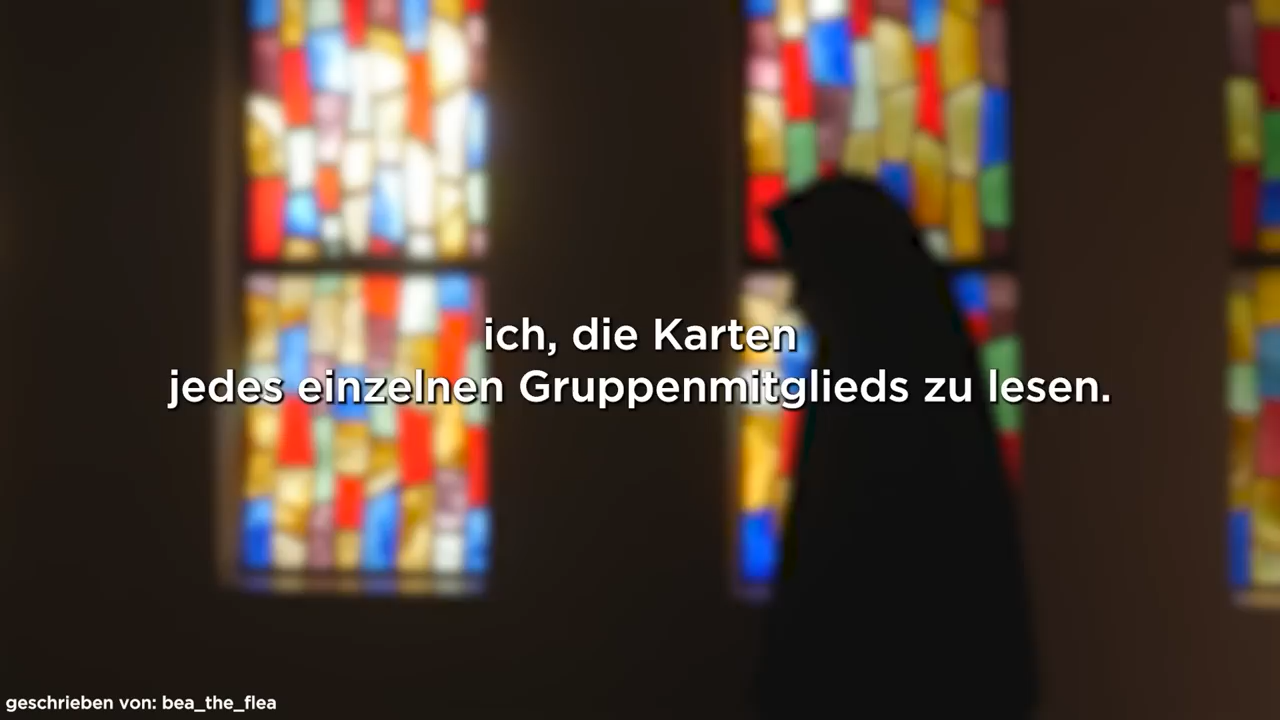 ich, die Karten
jedes einzelnen Gruppenmitglieds zu lesen.
geschrieben von: bea_the_flea